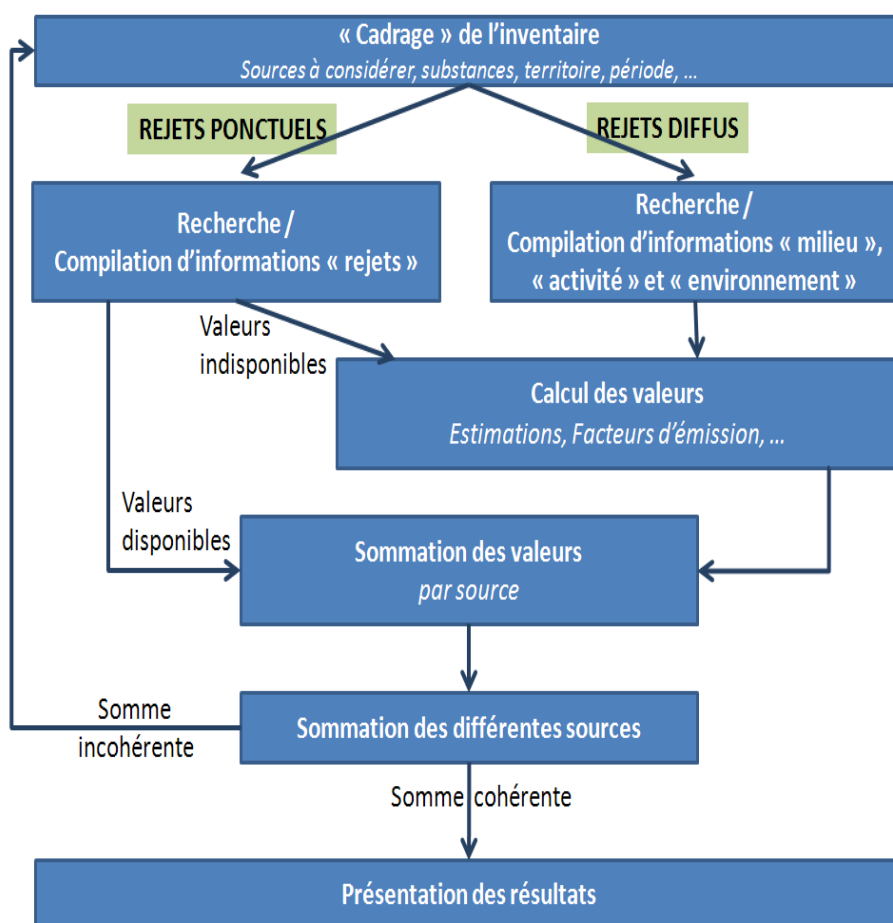 « Cadrage » de l’inventaire
Sources à considérer, substances, territoire, période, …
REJETS PONCTUELS
REJETS DIFFUS
Recherche /
Compilation d’informations « rejets »
Recherche /
Compilation d’informations « milieu »,
« activité » et « environnement »
Valeurs
indisponibles
Calcul des valeurs
Estimations, Facteurs d’émission, …
Valeurs
disponibles
Sommation des valeurs
par source
Somme
incohérente
Sommation des différentes sources
Somme cohérente
Présentation des résultats